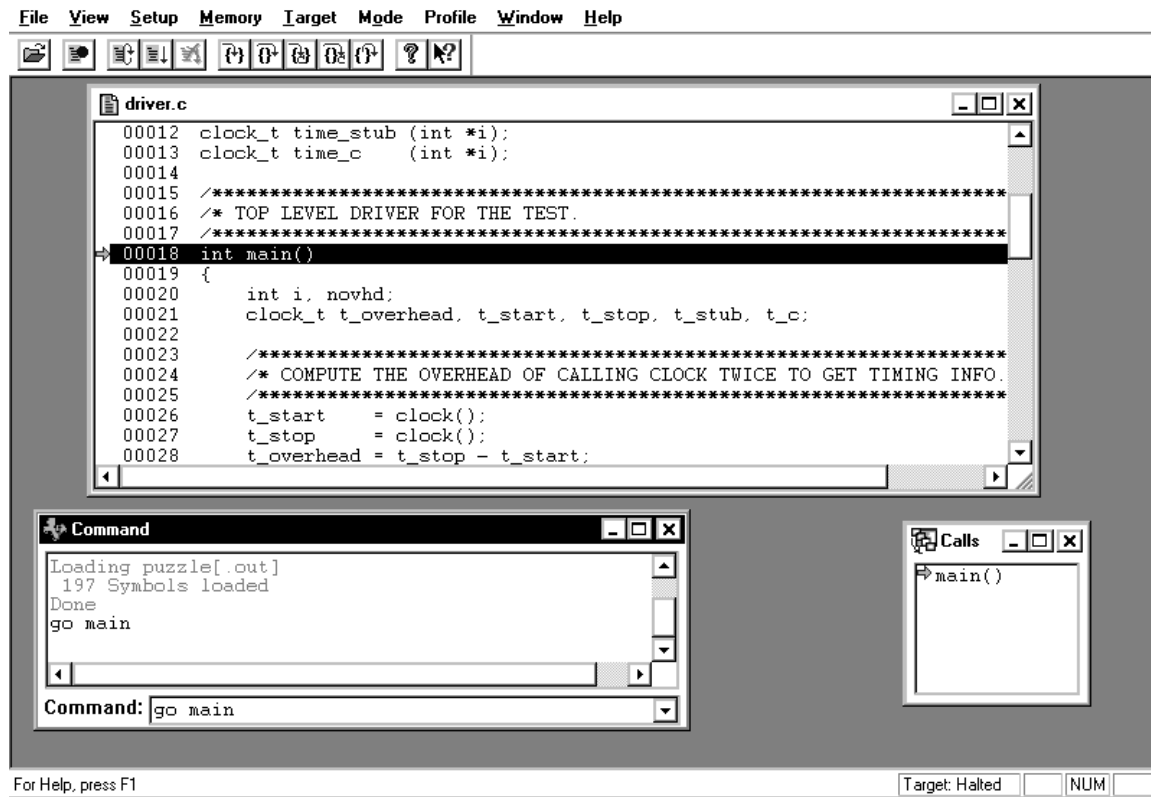 File View Setup Memory Target Mode Profile Window Help
driver.c
00012 clock_t time_stub (int *i);
00013 clock_t time_c    (int *i);
00014
00015 /*********************************************************************
00016 /* TOP LEVEL DRIVER FOR THE TEST.
00017 /*********************************************************************
00018 int main()
00019 {
00020     int i, novhd;
00021     clock_t t_overhead, t_start, t_stop, t_stub, t_c;
00022
00023     /*****************************************************************
00024     /* COMPUTE THE OVERHEAD OF CALLING CLOCK TWICE TO GET TIMING INFO.
00025     /*****************************************************************
00026     t_start    = clock();
00027     t_stop     = clock();
00028     t_overhead = t_stop - t_start;
Command
Loading puzzle[.out]
197 Symbols loaded
Done
go main
Command: go main
Calls
main()
For Help, press F1
Target: Halted
NUM